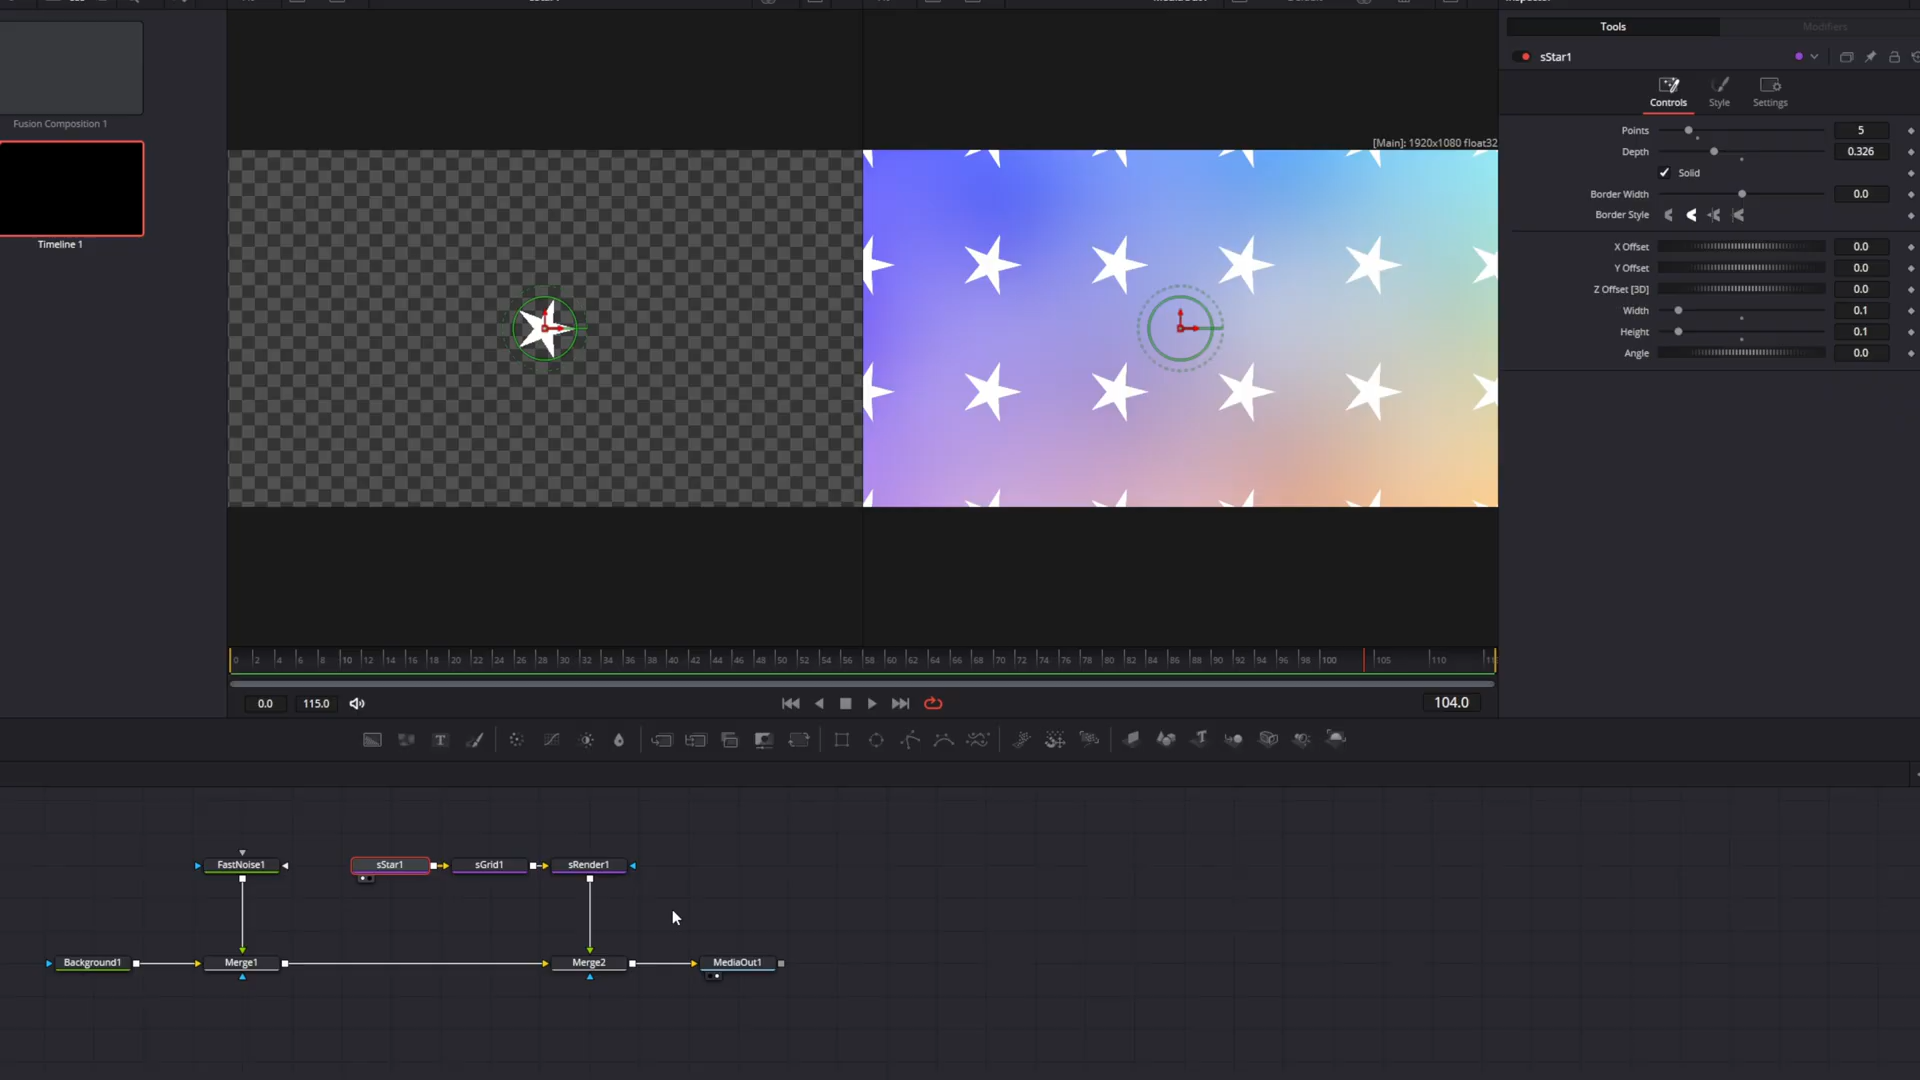 Tools
Modifiers
sStar1
Controls
Style
Settings
Fusion Composition 1
Timeline 1
[Main]: 1920x1080 float32
Points 5
Depth 0.326
Solid
Border Width 0.0
Border Style
X Offset 0.0
Y Offset 0.0
Z Offset [3D] 0.0
Width 0.1
Height 0.1
Angle 0.0
0 2 4 6 8 10 12 14 16 18 20 22 24 26 28 30 32 34 36 38 40 42 44 46 48 50 52 54 56 58 60 62 64 66 68 70 72 74 76 78 80 82 84 86 88 90 92 94 96 98 100 105 110
0.0 115.0 104.0
FastNoise1
sStar1
sGrid1
sRender1
Background1
Merge1
Merge2
MediaOut1